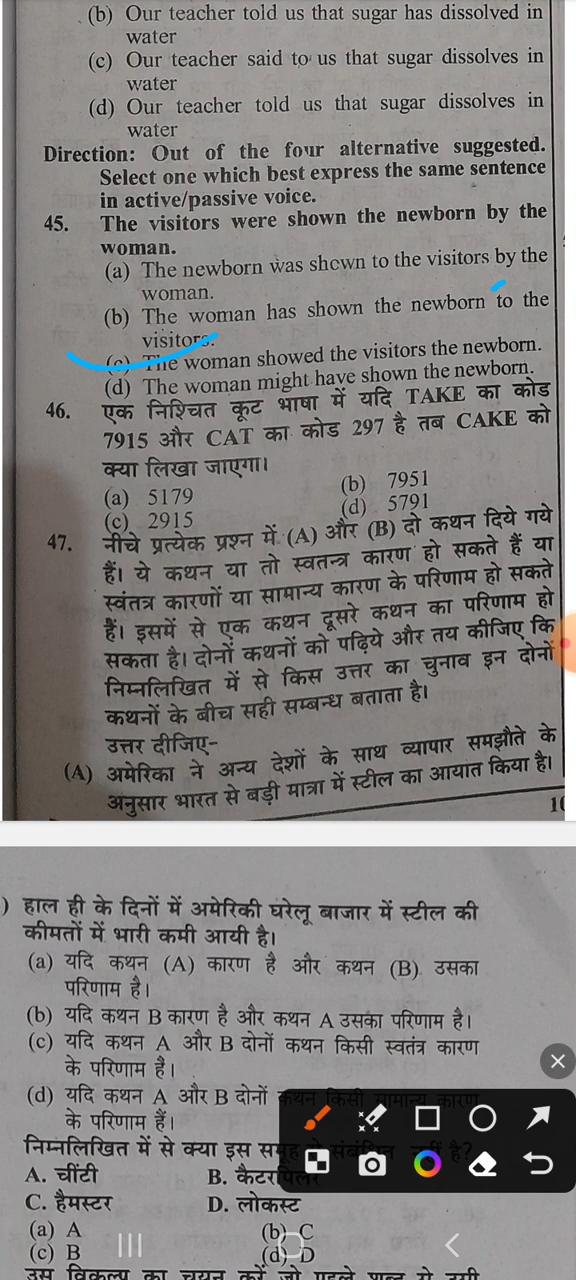 (b) Our teacher told us that sugar has dissolved in
water
(c) Our teacher said to us that sugar dissolves in
water
(d) Our teacher told us that sugar dissolves in
water
Direction: Out of the four alternative suggested.
Select one which best express the same sentence
in active/passive voice.
45. The visitors were shown the newborn by the
woman.
(a) The newborn was shown to the visitors by the
woman.
(b) The woman has shown the newborn to the
visitors.
(c) The woman showed the visitors the newborn.
(d) The woman might have shown the newborn.
46. एक निश्चित कूट भाषा में यदि TAKE का कोड
7915 और CAT का कोड 297 है तब CAKE को
क्या लिखा जाएगा।
(a) 5179 (b) 7951
(c) 2915 (d) 5791
47. नीचे प्रत्येक प्रश्न में (A) और (B) दो कथन दिये गये
हैं। ये कथन या तो स्वतन्त्र कारण हो सकते हैं या
स्वंतत्र कारणों या सामान्य कारण के परिणाम हो सकते
हैं। इसमें से एक कथन दूसरे कथन का परिणाम हो
सकता है। दोनों कथनों को पढ़िये और तय कीजिए कि
निम्नलिखित में से किस उत्तर का चुनाव इन दोनों
कथनों के बीच सही सम्बन्ध बताता है।
उत्तर दीजिए-
(A) अमेरिका ने अन्य देशों के साथ व्यापार समझौते के
अनुसार भारत से बड़ी मात्रा में स्टील का आयात किया है।
) हाल ही के दिनों में अमेरिकी घरेलू बाजार में स्टील की
कीमतों में भारी कमी आयी है।
(a) यदि कथन (A) कारण है और कथन (B) उसका
परिणाम है।
(b) यदि कथन B कारण है और कथन A उसका परिणाम है।
(c) यदि कथन A और B दोनों कथन किसी स्वतंत्र कारण
के परिणाम हैं।
(d) यदि कथन A और B दोनों कथन किसी सामान्य कारण
के परिणाम हैं।
निम्नलिखित में से क्या इस समूह से संबंधित नहीं है?
A. चींटी B. कैटरपिलर
C. हैमस्टर D. लोकस्ट
(a) A (b) C
(c) B (d) D
उस विकल्प का चयन करें जो